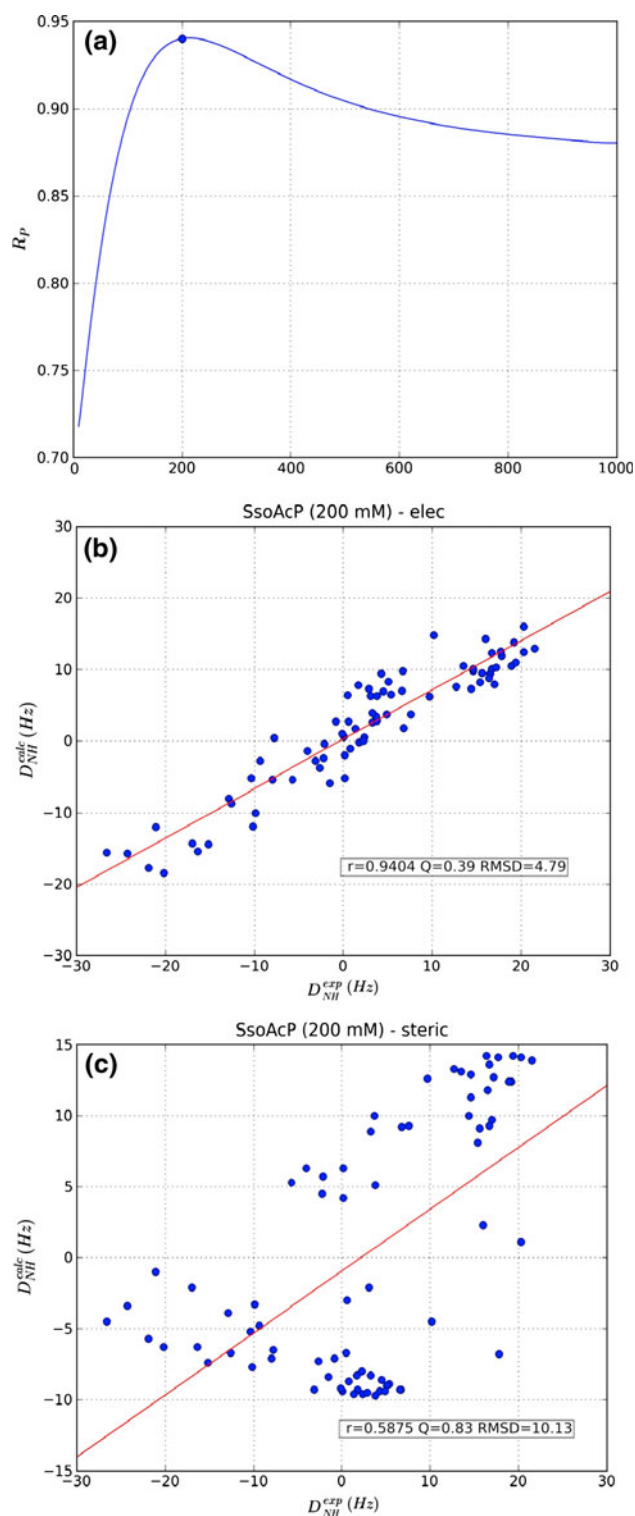 (a)
0.95
0.90
0.85
0.80
0.75
0.70
R_P
0 200 400 600 800 1000
SsoAcP (200 mM) - elec
(b)
30
20
10
0
−10
−20
−30
D_NH^calc (Hz)
r=0.9404 Q=0.39 RMSD=4.79
−30 −20 −10 0 10 20 30
D_NH^exp (Hz)
SsoAcP (200 mM) - steric
(c)
15
10
5
0
−5
−10
−15
D_NH^calc (Hz)
r=0.5875 Q=0.83 RMSD=10.13
−30 −20 −10 0 10 20 30
D_NH^exp (Hz)